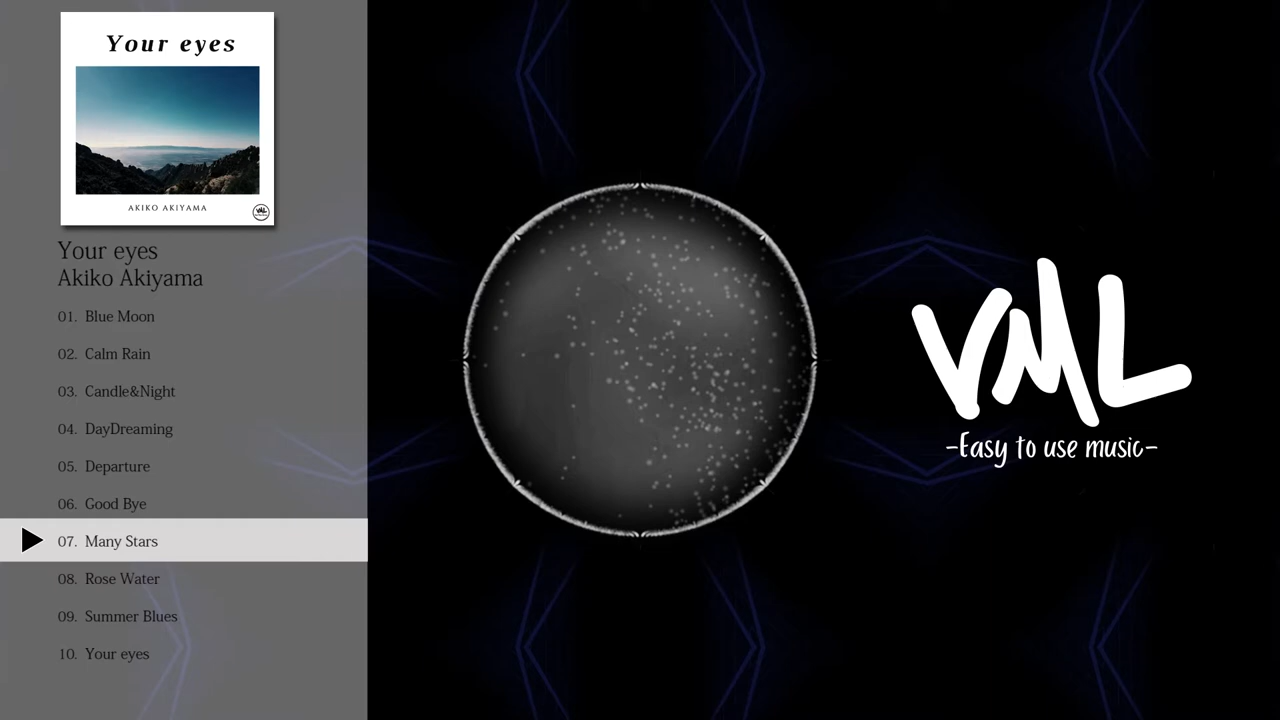 Your eyes
AKIKO AKIYAMA
VML
Your eyes
Akiko Akiyama
01. Blue Moon
02. Calm Rain
03. Candle&Night
04. DayDreaming
05. Departure
06. Good Bye
07. Many Stars
08. Rose Water
09. Summer Blues
10. Your eyes
VML
-Easy to use music-